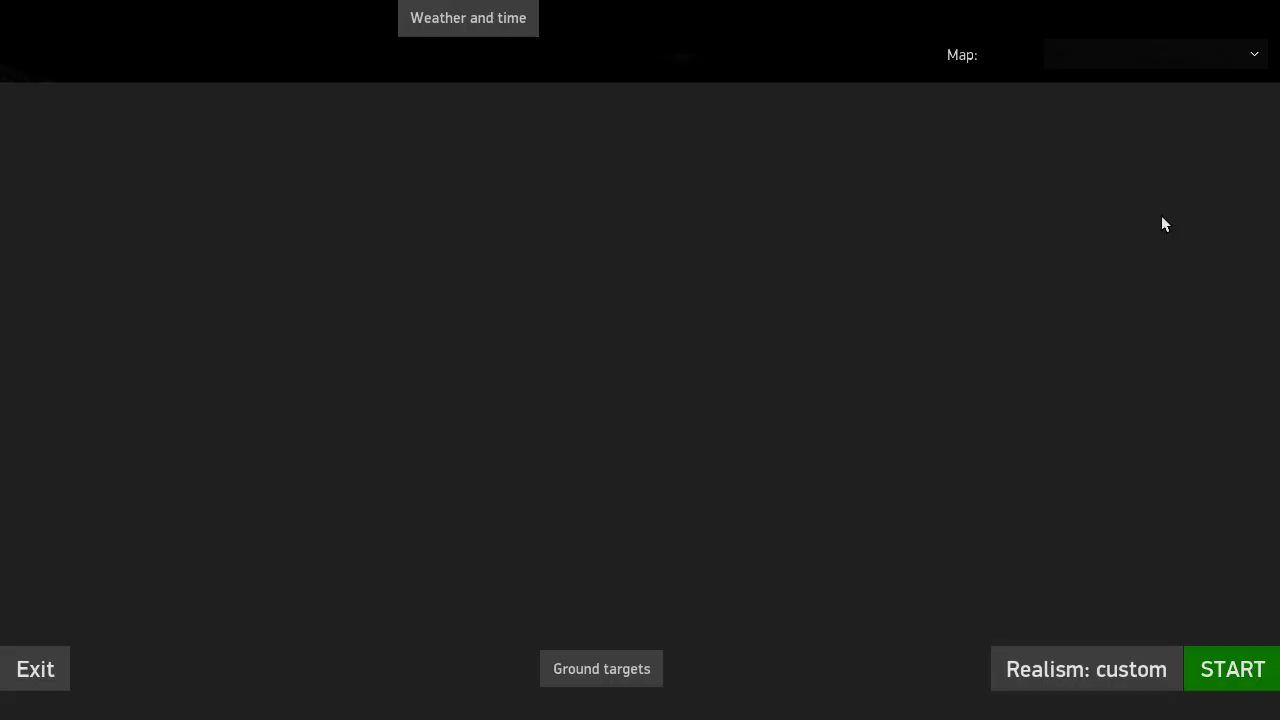 Weather and time
Map:
Exit
Ground targets
Realism: custom
START